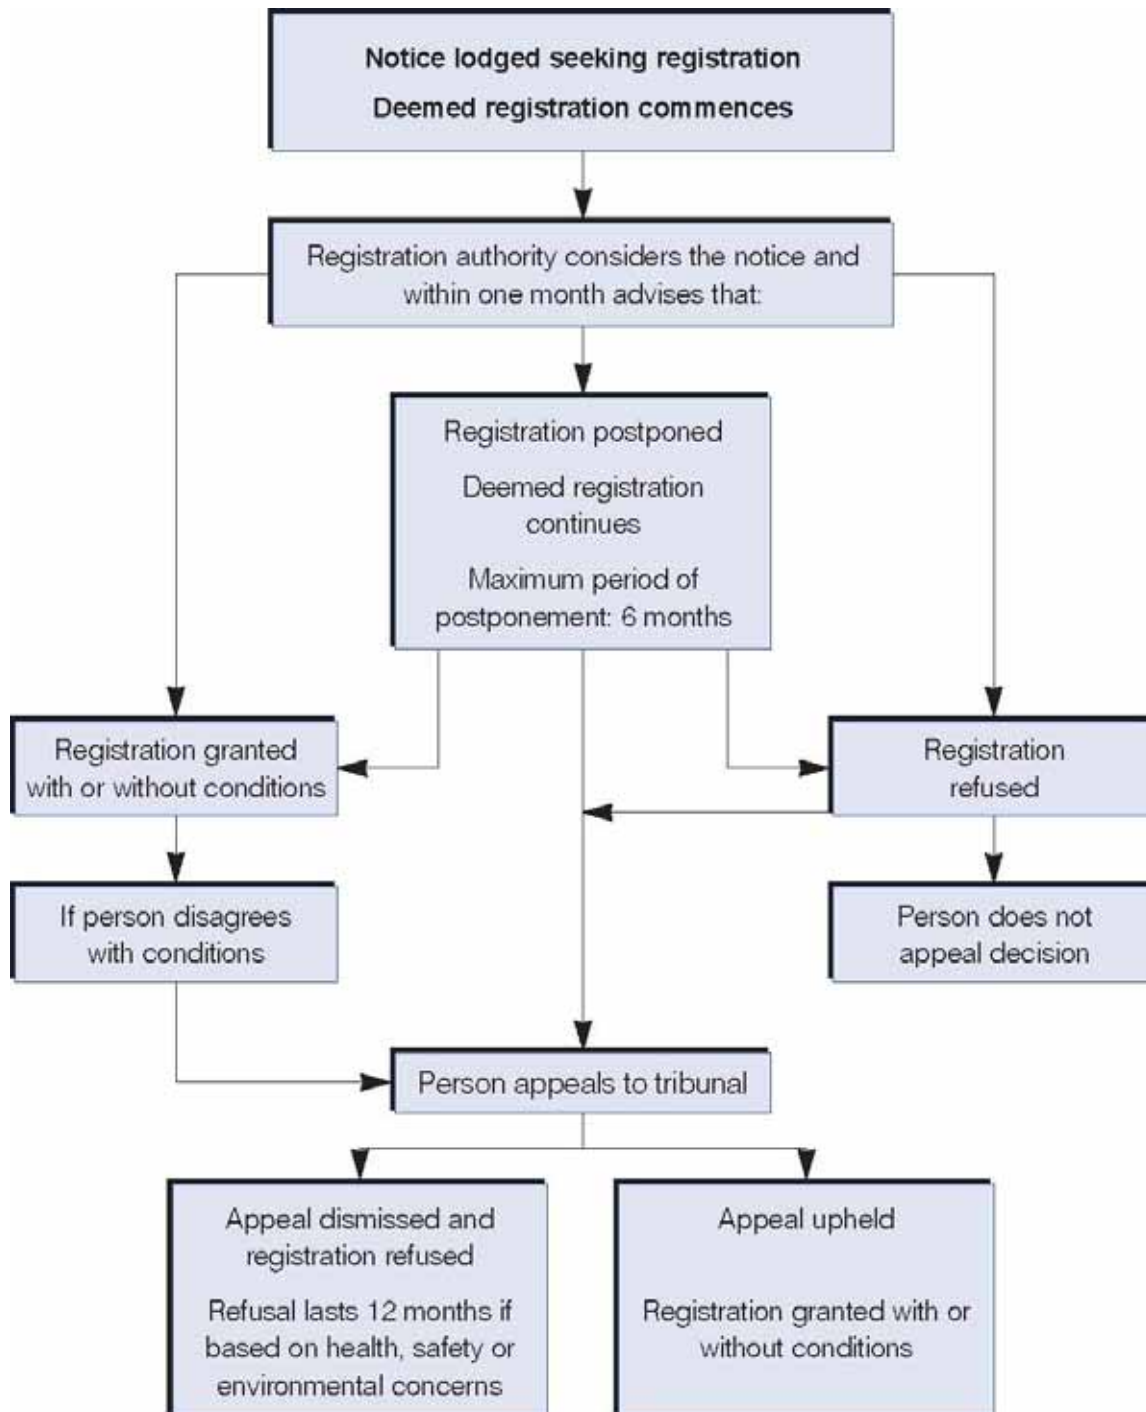 Notice lodged seeking registration
Deemed registration commences
Registration authority considers the notice and
within one month advises that:
Registration postponed
Deemed registration
continues
Maximum period of
postponement: 6 months
Registration granted
with or without conditions
Registration
refused
If person disagrees
with conditions
Person does not
appeal decision
Person appeals to tribunal
Appeal dismissed and
registration refused
Refusal lasts 12 months if
based on health, safety or
environmental concerns
Appeal upheld
Registration granted with or
without conditions